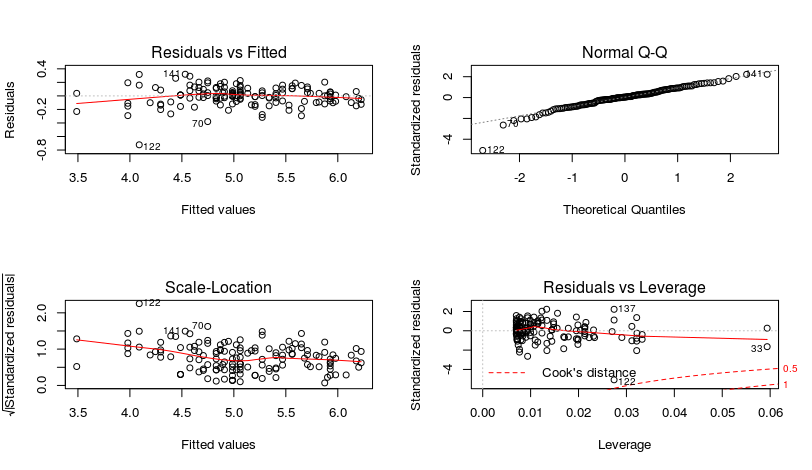 Residuals vs Fitted
Residuals
0.4
-0.2
-0.8
141
70
122
3.5 4.0 4.5 5.0 5.5 6.0
Fitted values
Normal Q-Q
Standardized residuals
2
0
-4
141
70
122
-2 -1 0 1 2
Theoretical Quantiles
Scale-Location
√|Standardized residuals|
2.0
1.0
0.0
122
141
70
3.5 4.0 4.5 5.0 5.5 6.0
Fitted values
Residuals vs Leverage
Standardized residuals
2
0
-4
137
33
122
Cook's distance
0.5
1
0.00 0.01 0.02 0.03 0.04 0.05 0.06
Leverage